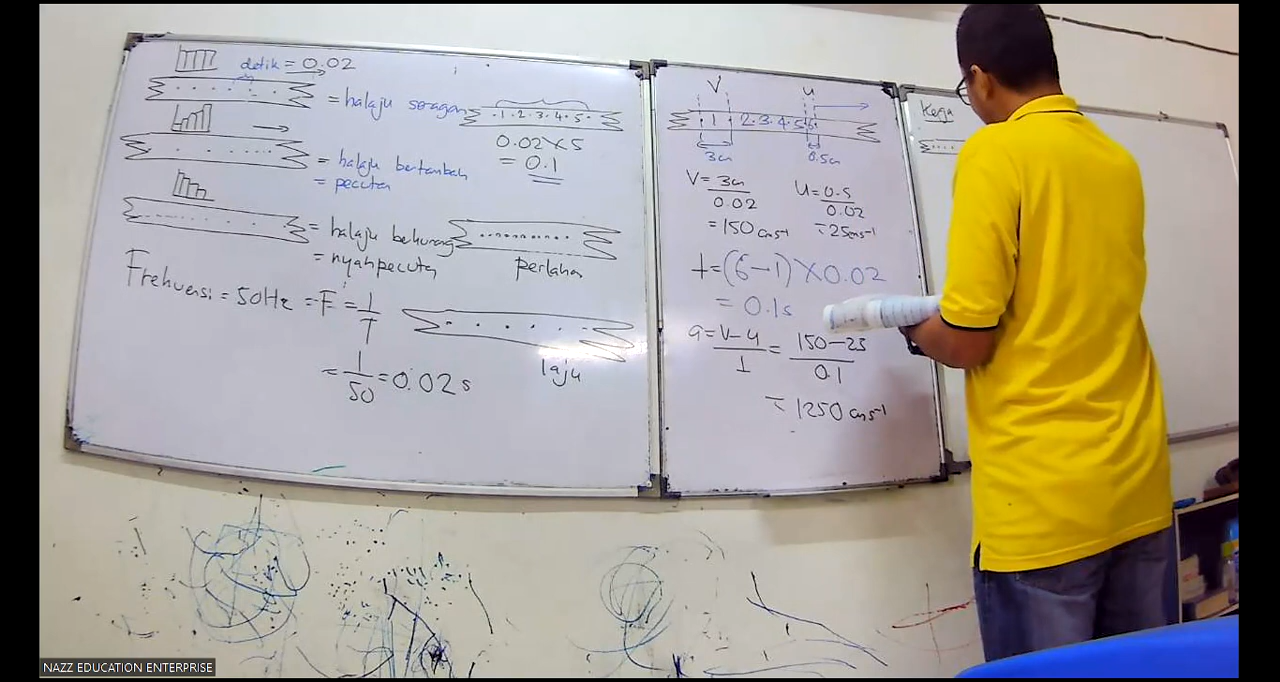 detik = 0.02
= halaju seragam
= halaju bertambah
= pecutan
= halaju berkurang
= nyahpecutan
Frekuensi = 50Hz = F = 1/T
= 1/50 = 0.02 s
·1·2·3·4·5·
0.02 × 5
= 0.1
perlahan
laju
V
u
1 2·3·4·5 6
3cm
0.5cm
V = 3cm/0.02
= 150 cms⁻¹
u = 0.5/0.02
= 25cms⁻¹
t = (6-1) × 0.02
= 0.1s
a = V-u/t = 150-25/0.1
= 1250 cms⁻¹
Kerja
NAZZ EDUCATION ENTERPRISE